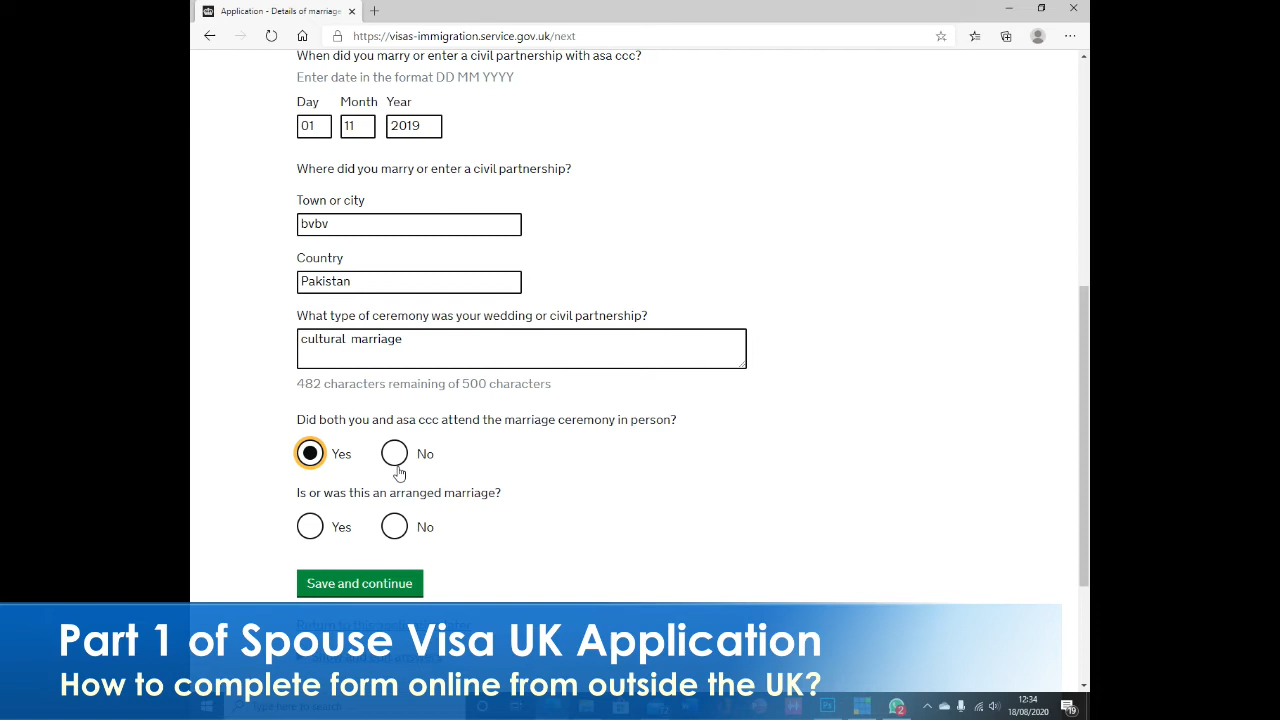 Application - Details of marriage
https://visas-immigration.service.gov.uk/next
When did you marry or enter a civil partnership with asa ccc?
Enter date in the format DD MM YYYY
Day Month Year
01 11 2019
Where did you marry or enter a civil partnership?
Town or city
bvbv
Country
Pakistan
What type of ceremony was your wedding or civil partnership?
cultural marriage
482 characters remaining of 500 characters
Did both you and asa ccc attend the marriage ceremony in person?
Yes No
Is or was this an arranged marriage?
Yes No
Save and continue
Part 1 of Spouse Visa UK Application
How to complete form online from outside the UK?
Type here to search
12:34
18/08/2020